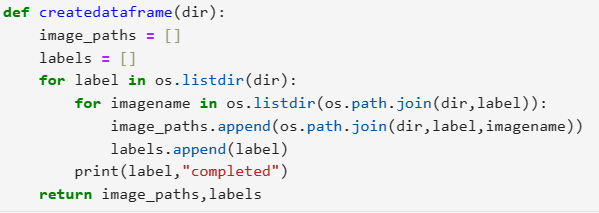 def createdataframe(dir):
    image_paths = []
    labels = []
    for label in os.listdir(dir):
        for imagename in os.listdir(os.path.join(dir,label)):
            image_paths.append(os.path.join(dir,label,imagename))
            labels.append(label)
        print(label,"completed")
    return image_paths,labels